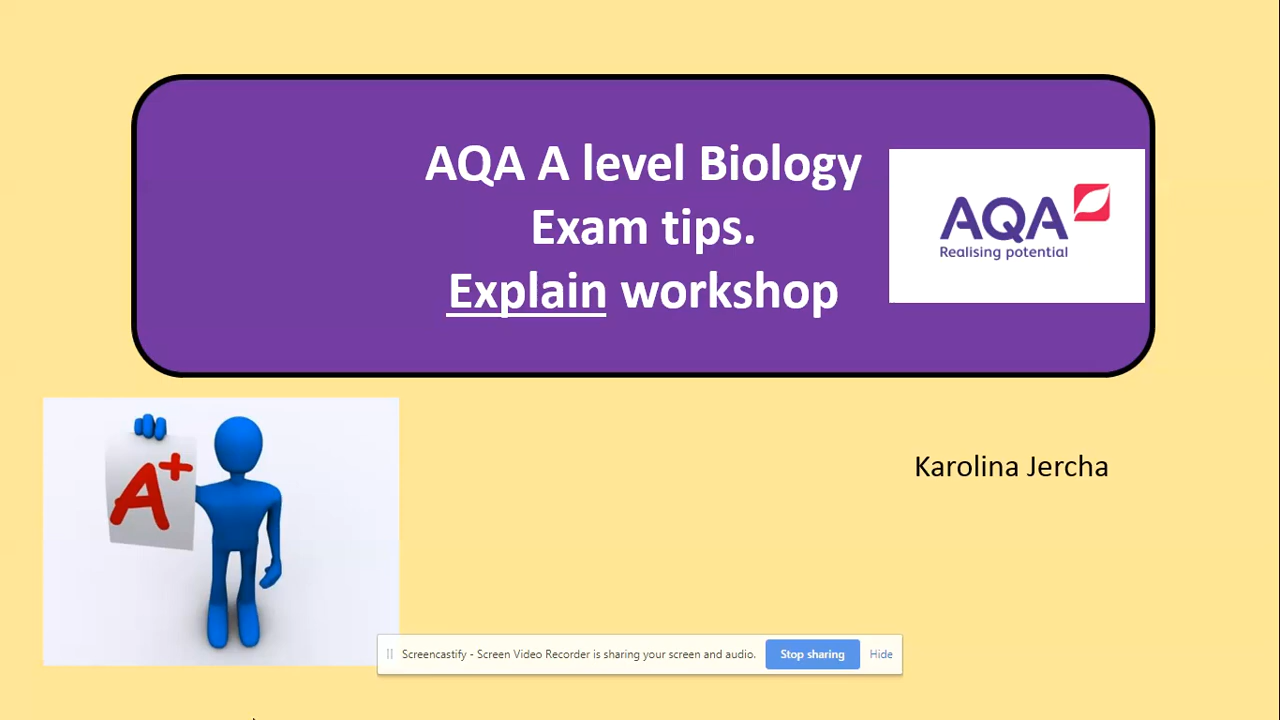 AQA A level Biology
Exam tips.
Explain workshop
AQA
Realising potential
A+
Karolina Jercha
Screencastify - Screen Video Recorder is sharing your screen and audio.
Stop sharing
Hide